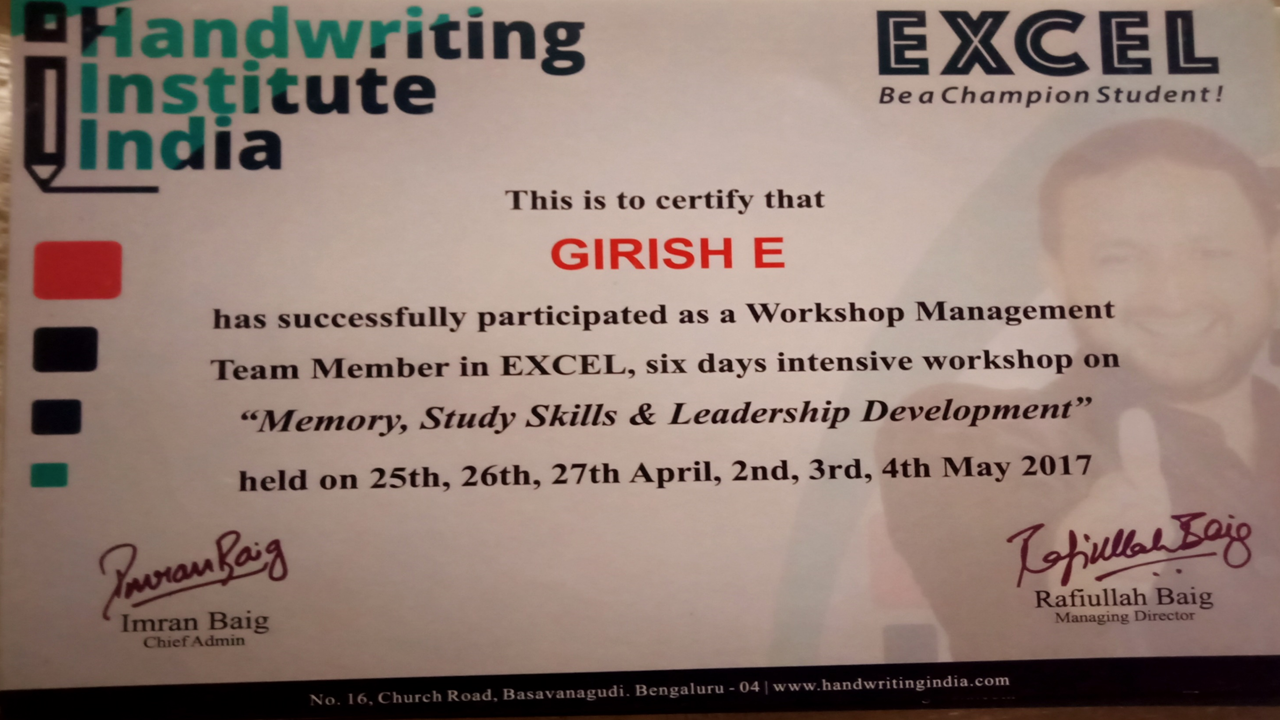 Handwriting
Institute
India
EXCEL
Be a Champion Student!
This is to certify that
GIRISH E
has successfully participated as a Workshop Management
Team Member in EXCEL, six days intensive workshop on
“Memory, Study Skills & Leadership Development”
held on 25th, 26th, 27th April, 2nd, 3rd, 4th May 2017
Imran Baig
Imran Baig
Chief Admin
Rafiullah Baig
Rafiullah Baig
Managing Director
No. 16, Church Road, Basavanagudi. Bengaluru - 04 | www.handwritingindia.com